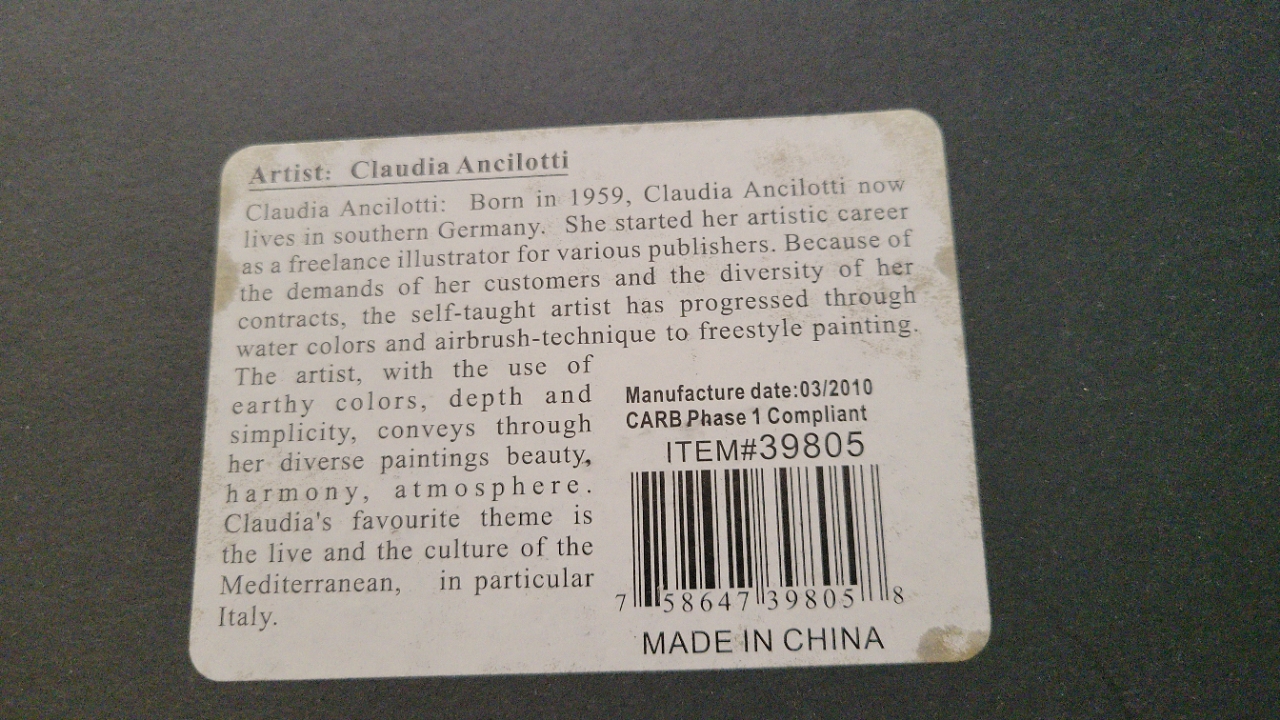 Artist: Claudia Ancilotti
Claudia Ancilotti: Born in 1959, Claudia Ancilotti now
lives in southern Germany. She started her artistic career
as a freelance illustrator for various publishers. Because of
the demands of her customers and the diversity of her
contracts, the self-taught artist has progressed through
water colors and airbrush-technique to freestyle painting.
The artist, with the use of
earthy colors, depth and
simplicity, conveys through
her diverse paintings beauty,
harmony, atmosphere.
Claudia's favourite theme is
the live and the culture of the
Mediterranean, in particular
Italy.
Manufacture date:03/2010
CARB Phase 1 Compliant
ITEM#39805
7 58647 39805 8
MADE IN CHINA